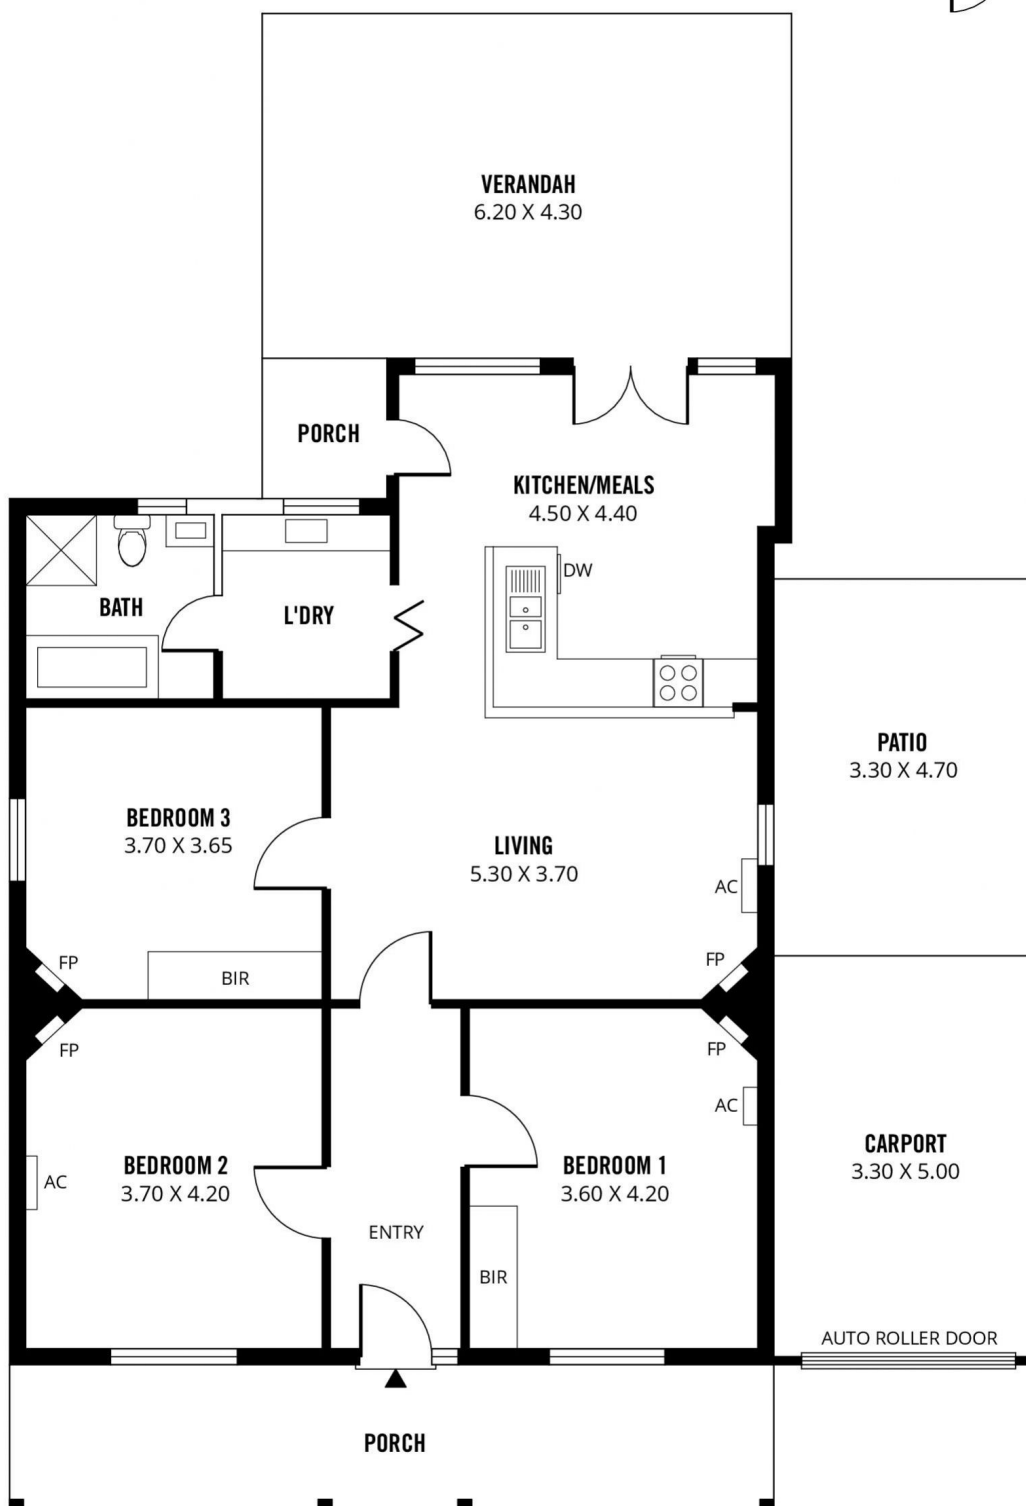 VERANDAH
6.20 X 4.30
PORCH
KITCHEN/MEALS
4.50 X 4.40
DW
BATH
L'DRY
PATIO
3.30 X 4.70
BEDROOM 3
3.70 X 3.65
LIVING
5.30 X 3.70
AC
FP
BIR
FP
FP
FP
AC
BEDROOM 2
3.70 X 4.20
AC
BEDROOM 1
3.60 X 4.20
CARPORT
3.30 X 5.00
ENTRY
BIR
AUTO ROLLER DOOR
PORCH